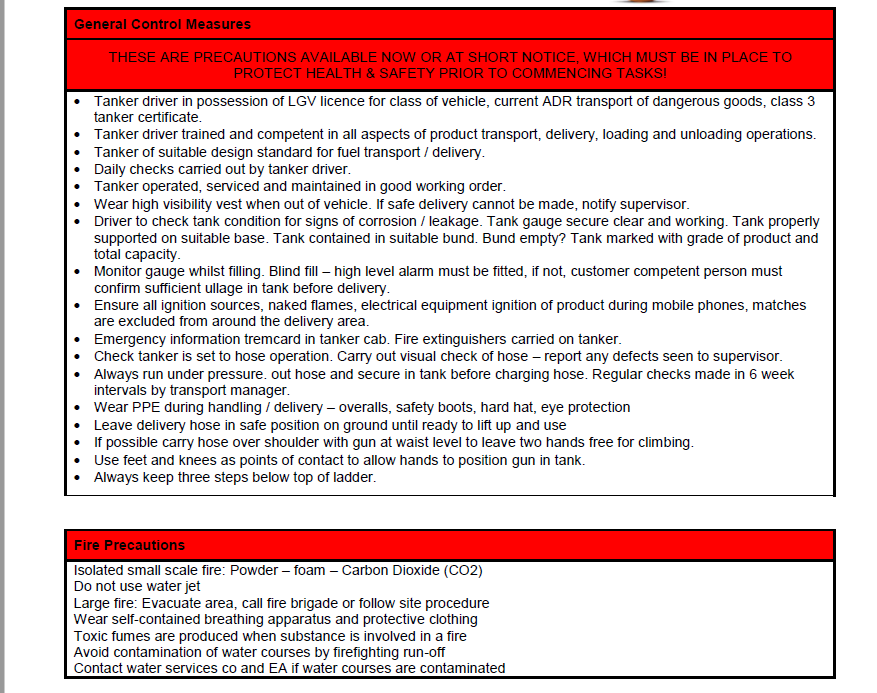 General Control Measures
THESE ARE PRECAUTIONS AVAILABLE NOW OR AT SHORT NOTICE, WHICH MUST BE IN PLACE TO
PROTECT HEALTH & SAFETY PRIOR TO COMMENCING TASKS!
• Tanker driver in possession of LGV licence for class of vehicle, current ADR transport of dangerous goods, class 3
tanker certificate.
• Tanker driver trained and competent in all aspects of product transport, delivery, loading and unloading operations.
• Tanker of suitable design standard for fuel transport / delivery.
• Daily checks carried out by tanker driver.
• Tanker operated, serviced and maintained in good working order.
• Wear high visibility vest when out of vehicle. If safe delivery cannot be made, notify supervisor.
• Driver to check tank condition for signs of corrosion / leakage. Tank gauge secure clear and working. Tank properly
supported on suitable base. Tank contained in suitable bund. Bund empty? Tank marked with grade of product and
total capacity.
• Monitor gauge whilst filling. Blind fill – high level alarm must be fitted, if not, customer competent person must
confirm sufficient ullage in tank before delivery.
• Ensure all ignition sources, naked flames, electrical equipment ignition of product during mobile phones, matches
are excluded from around the delivery area.
• Emergency information tremcard in tanker cab. Fire extinguishers carried on tanker.
• Check tanker is set to hose operation. Carry out visual check of hose – report any defects seen to supervisor.
• Always run under pressure. out hose and secure in tank before charging hose. Regular checks made in 6 week
intervals by transport manager.
• Wear PPE during handling / delivery – overalls, safety boots, hard hat, eye protection
• Leave delivery hose in safe position on ground until ready to lift up and use
• If possible carry hose over shoulder with gun at waist level to leave two hands free for climbing.
• Use feet and knees as points of contact to allow hands to position gun in tank.
• Always keep three steps below top of ladder.
Fire Precautions
Isolated small scale fire: Powder – foam – Carbon Dioxide (CO2)
Do not use water jet
Large fire: Evacuate area, call fire brigade or follow site procedure
Wear self-contained breathing apparatus and protective clothing
Toxic fumes are produced when substance is involved in a fire
Avoid contamination of water courses by firefighting run-off
Contact water services co and EA if water courses are contaminated